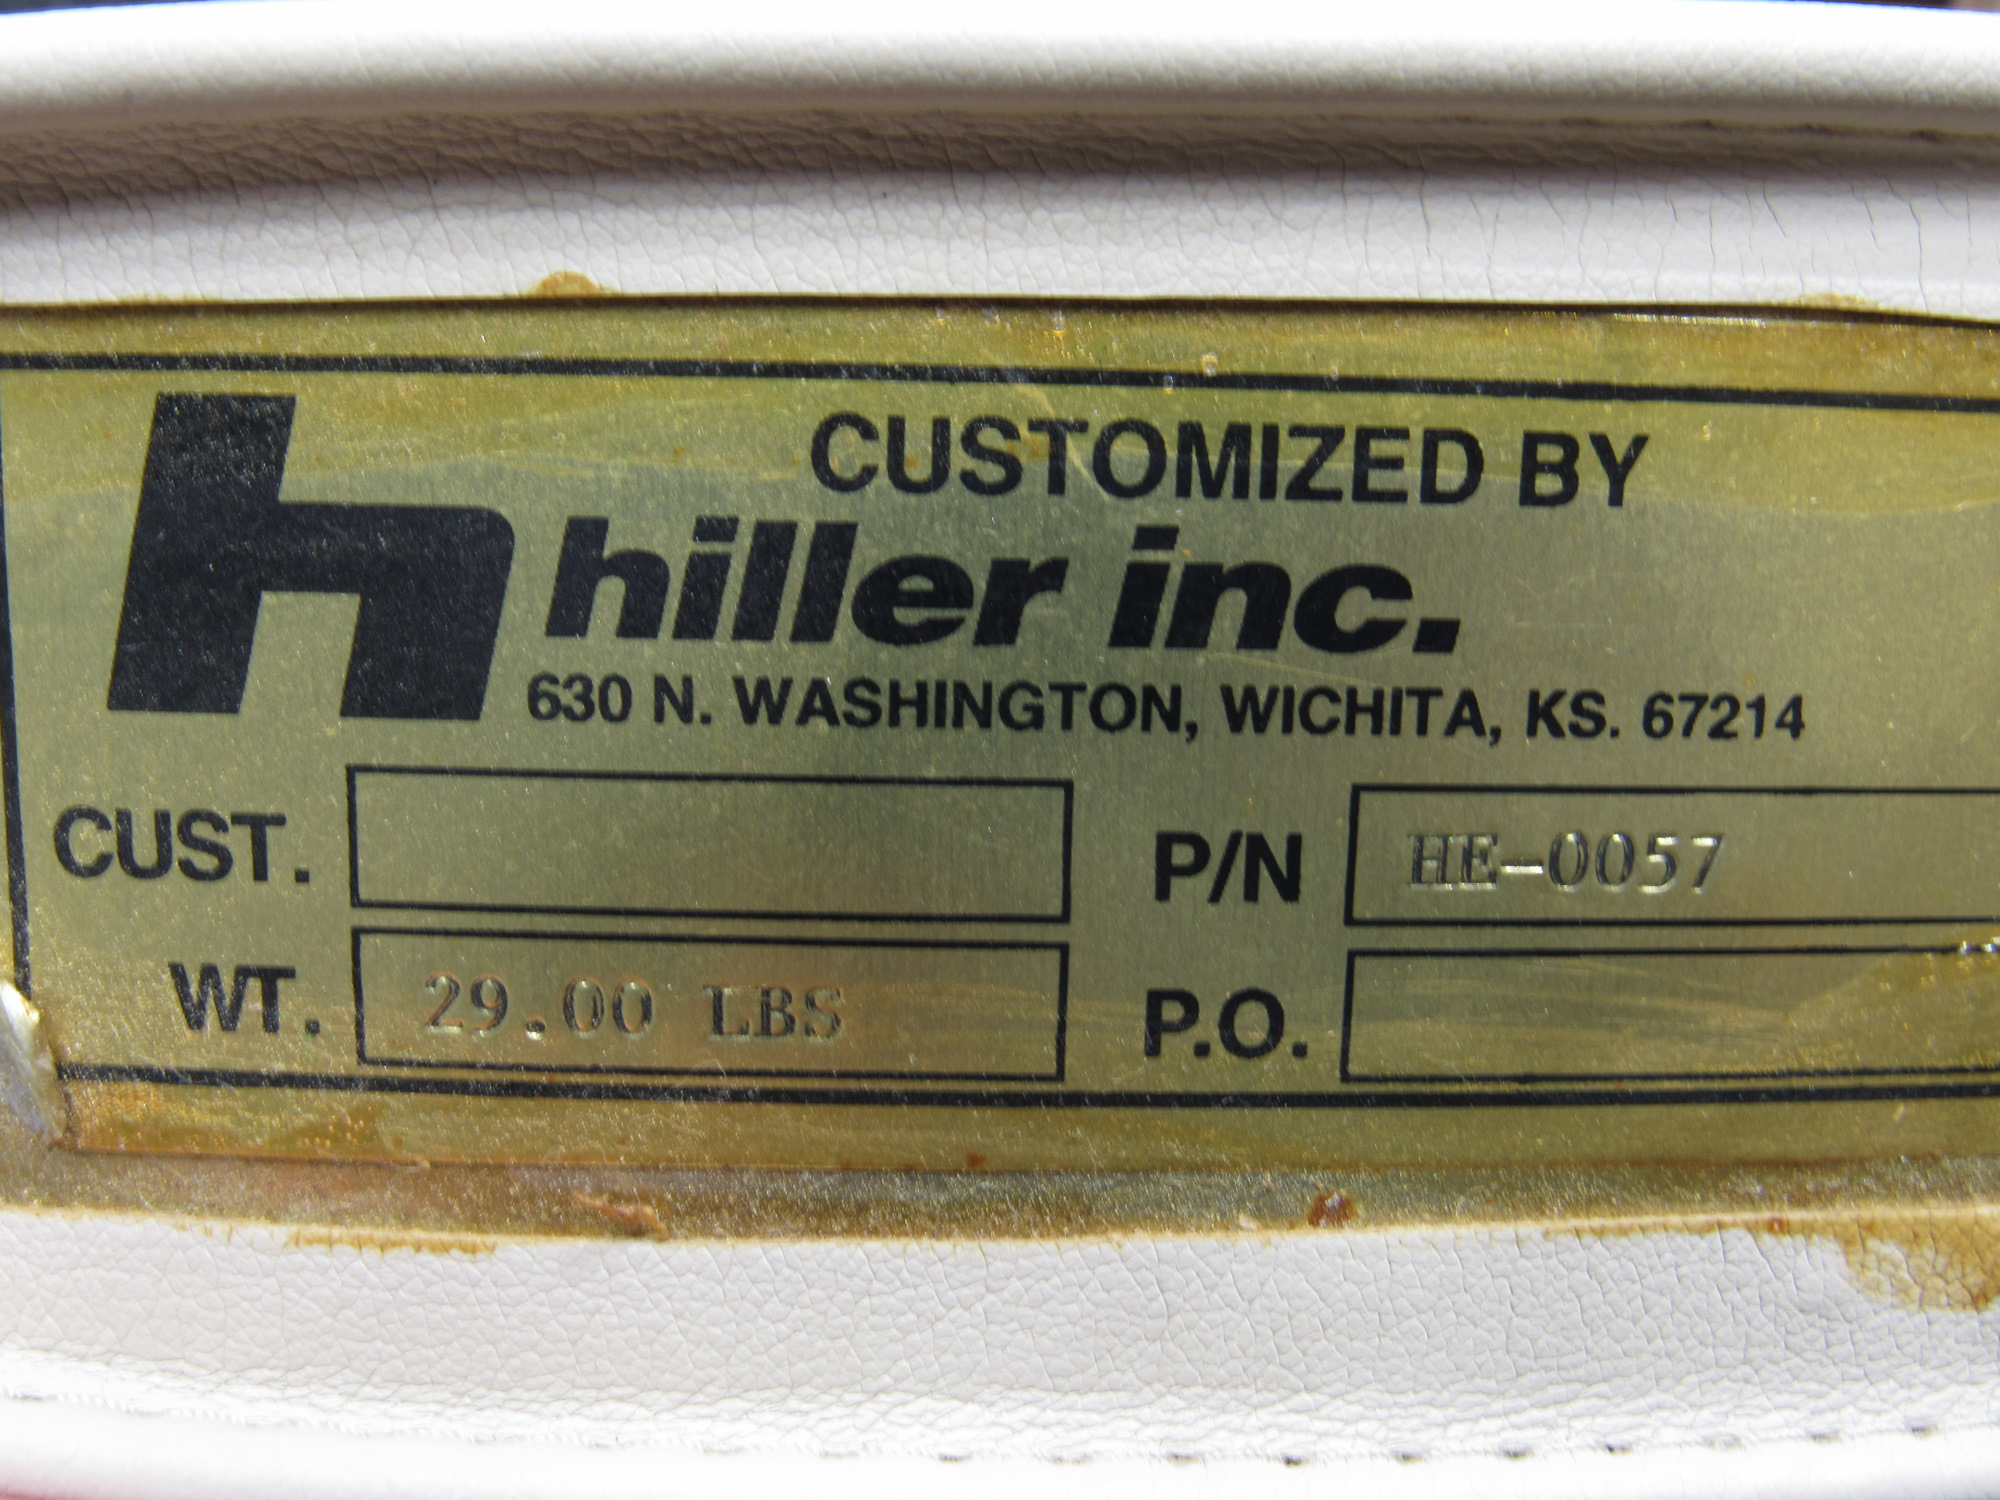 CUSTOMIZED BY
h hiller inc.
630 N. WASHINGTON, WICHITA, KS. 67214
CUST. P/N HE-0057
WT. 29.00 LBS P.O.